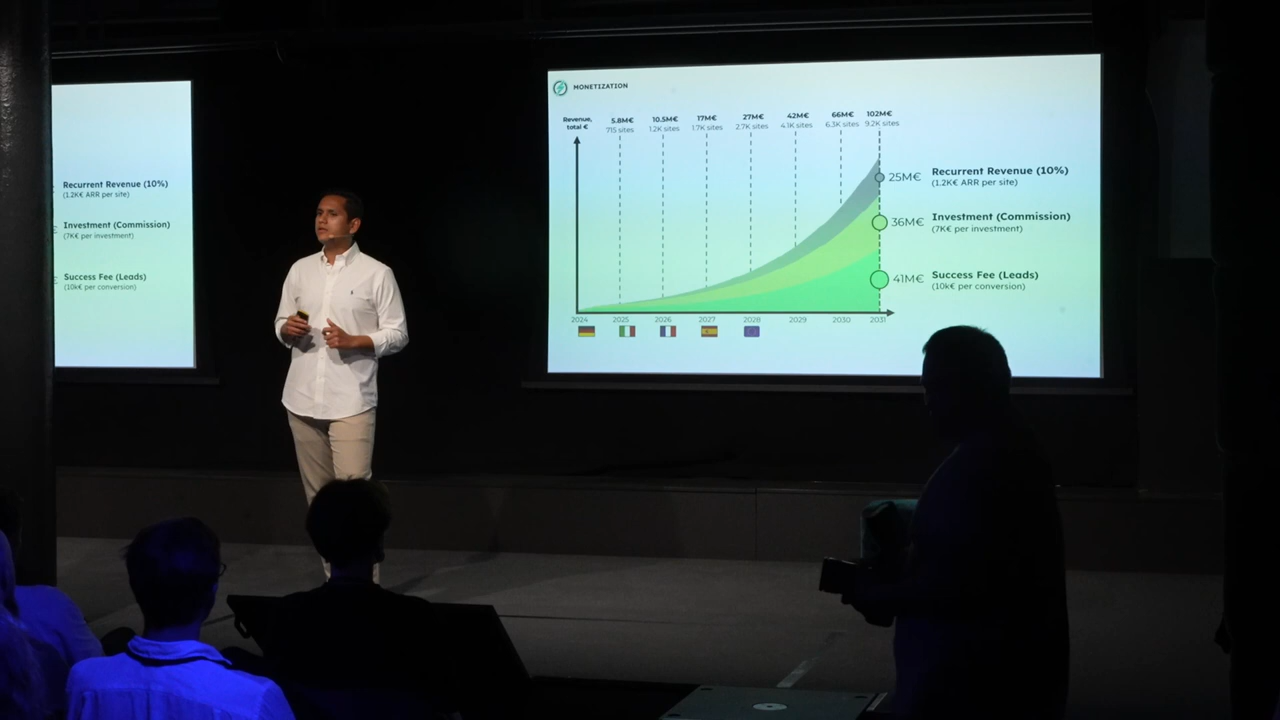 Recurrent Revenue (10%)
(1.2K€ ARR per site)
Investment (Commission)
(7K€ per investment)
Success Fee (Leads)
(10k€ per conversion)
MONETIZATION
Revenue, total €
5.8M€ 10.5M€ 17M€ 27M€ 42M€ 66M€ 102M€
715 sites 1.2K sites 1.7K sites 2.7K sites 4.1K sites 6.3K sites 9.2K sites
25M€ Recurrent Revenue (10%)
(1.2K€ ARR per site)
36M€ Investment (Commission)
(7K€ per investment)
41M€ Success Fee (Leads)
(10k€ per conversion)
2024 2025 2026 2027 2028 2029 2030 2031